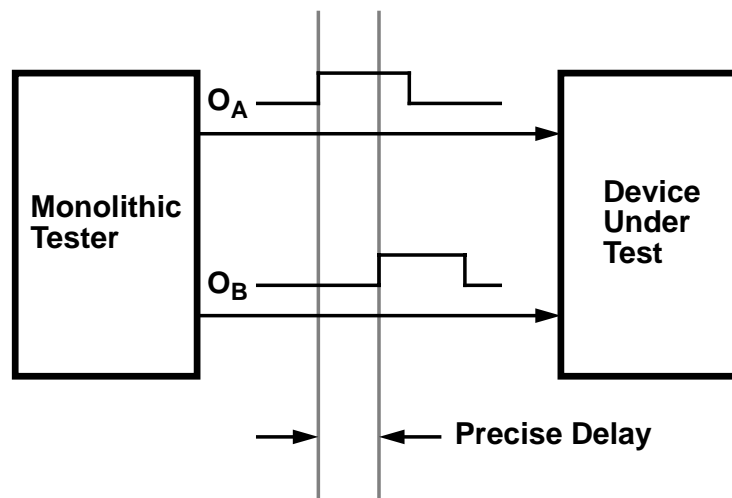 O_A
Monolithic
Tester
Device
Under
Test
O_B
Precise Delay